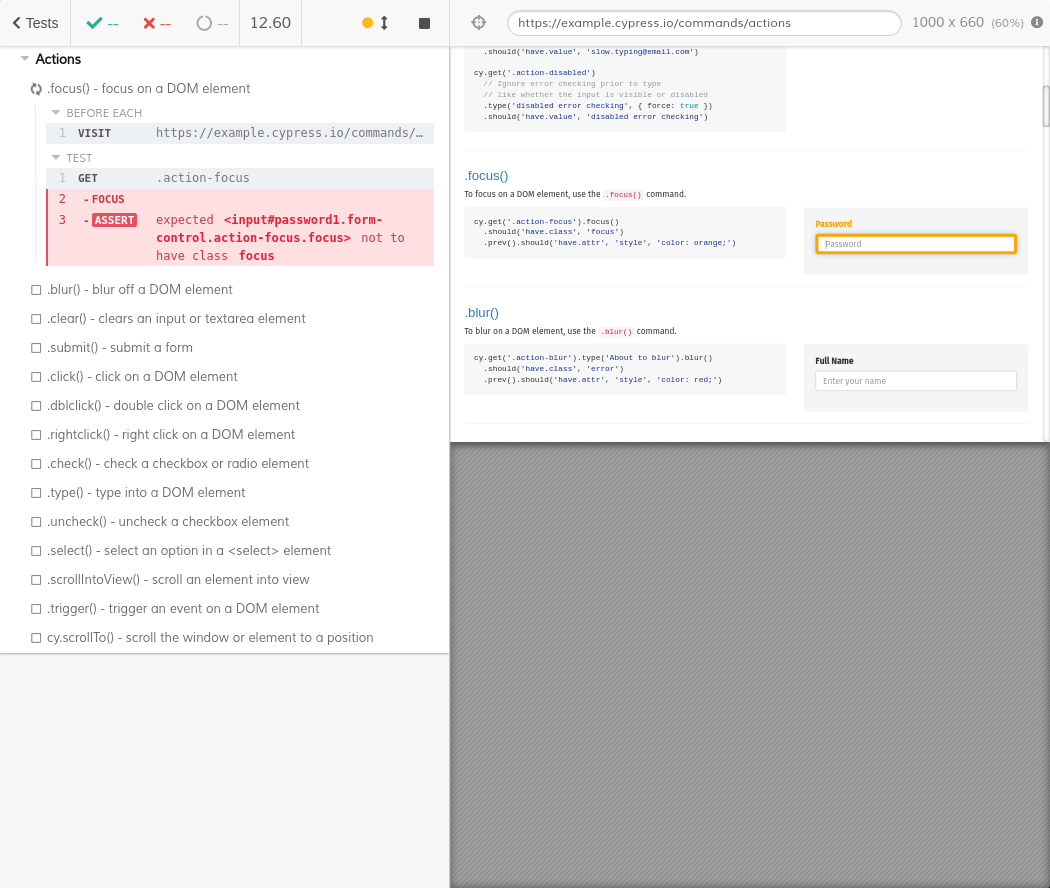 Tests
--
--
--
12.60
https://example.cypress.io/commands/actions
1000 x 660 (60%)
Actions
.focus() - focus on a DOM element
BEFORE EACH
1 VISIT https://example.cypress.io/commands/…
TEST
1 GET .action-focus
2 - FOCUS
3 - ASSERT expected <input#password1.form-
control.action-focus.focus> not to
have class focus
.blur() - blur off a DOM element
.clear() - clears an input or textarea element
.submit() - submit a form
.click() - click on a DOM element
.dblclick() - double click on a DOM element
.rightclick() - right click on a DOM element
.check() - check a checkbox or radio element
.type() - type into a DOM element
.uncheck() - uncheck a checkbox element
.select() - select an option in a <select> element
.scrollIntoView() - scroll an element into view
.trigger() - trigger an event on a DOM element
cy.scrollTo() - scroll the window or element to a position
.should('have.value', 'slow.typing@email.com')
cy.get('.action-disabled')
// Ignore error checking prior to type
// like whether the input is visible or disabled
.type('disabled error checking', { force: true })
.should('have.value', 'disabled error checking')
.focus()
To focus on a DOM element, use the .focus() command.
cy.get('.action-focus').focus()
.should('have.class', 'focus')
.prev().should('have.attr', 'style', 'color: orange;')
Password
Password
.blur()
To blur on a DOM element, use the .blur() command.
cy.get('.action-blur').type('About to blur').blur()
.should('have.class', 'error')
.prev().should('have.attr', 'style', 'color: red;')
Full Name
Enter your name